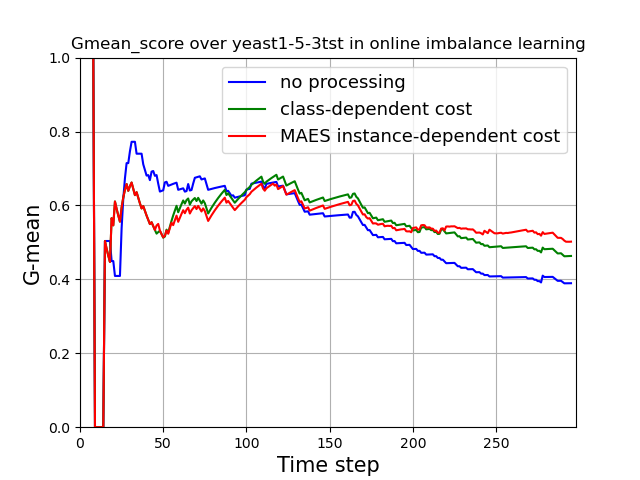 Gmean_score over yeast1-5-3tst in online imbalance learning
no processing
class-dependent cost
MAES instance-dependent cost
G-mean
1.0
0.8
0.6
0.4
0.2
0.0
0 50 100 150 200 250
Time step